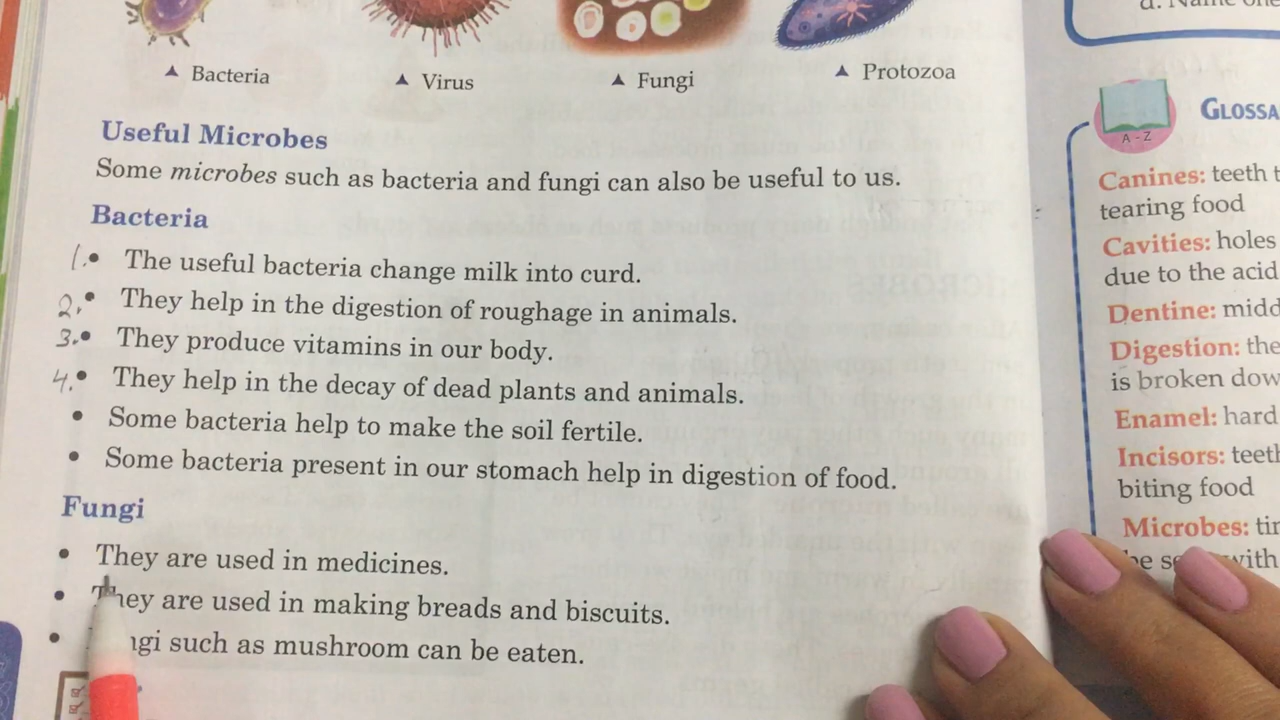 Bacteria
Virus
Fungi
Protozoa
Useful Microbes
Some microbes such as bacteria and fungi can also be useful to us.
Bacteria
1. • The useful bacteria change milk into curd.
2. • They help in the digestion of roughage in animals.
3. • They produce vitamins in our body.
4. • They help in the decay of dead plants and animals.
• Some bacteria help to make the soil fertile.
• Some bacteria present in our stomach help in digestion of food.
Fungi
• They are used in medicines.
• They are used in making breads and biscuits.
• such as mushroom can be eaten.
d. Name one
A - Z
GLOSSA
Canines: teeth t
tearing food
Cavities: holes
due to the acid
Dentine: midd
Digestion: the
is broken dow
Enamel: hard
Incisors: teeth
biting food
Microbes: tin
be with